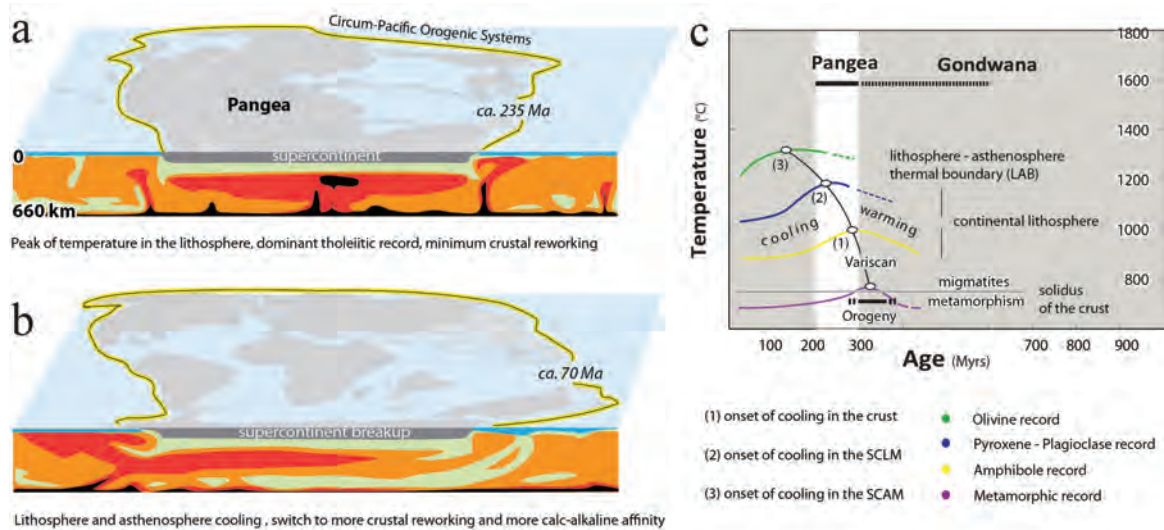 a
Circum-Pacific Orogenic Systems
Pangea
ca. 235 Ma
0
supercontinent
660 km
Peak of temperature in the lithosphere, dominant tholeiitic record, minimum crustal reworking
b
ca. 70 Ma
supercontinent breakup
Lithosphere and asthenosphere cooling , switch to more crustal reworking and more calc-alkaline affinity
c
1800
Pangea Gondwana
1600
Temperature (°C)
1400
(3)
lithosphere - asthenosphere
thermal boundary (LAB)
1200
(2)
cooling
warming
continental lithosphere
(1)
1000
Variscan
migmatites
metamorphism
solidus
of the crust
800
Orogeny
100 200 300 700 800 900
Age (Myrs)
(1) onset of cooling in the crust
(2) onset of cooling in the SCLM
(3) onset of cooling in the SCAM
Olivine record
Pyroxene - Plagioclase record
Amphibole record
Metamorphic record